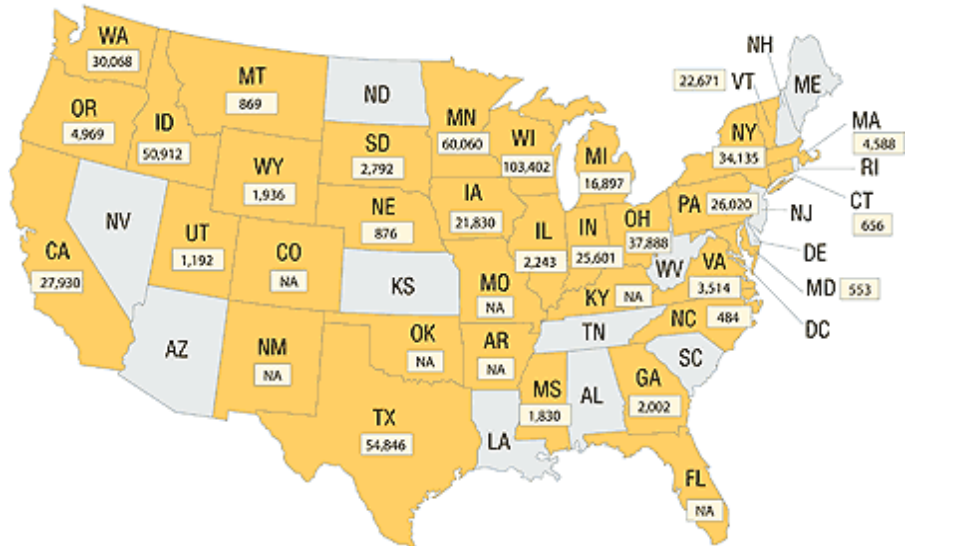 WA
30,068
OR
4,969
ID
50,912
MT
869
ND
SD
2,792
WY
1,936
NE
876
NV
UT
1,192
CO
NA
KS
CA
27,930
AZ
NM
NA
OK
NA
TX
54,846
MN
60,060
IA
21,830
MO
NA
AR
NA
LA
WI
103,402
IL
2,243
MI
16,897
IN
25,601
OH
37,888
KY
NA
TN
MS
1,830
AL
GA
2,002
FL
NA
SC
NC
484
VA
3,514
WV
PA
26,020
NY
34,135
22,671
VT
NH
ME
MA
4,588
RI
CT
656
NJ
DE
MD
553
DC